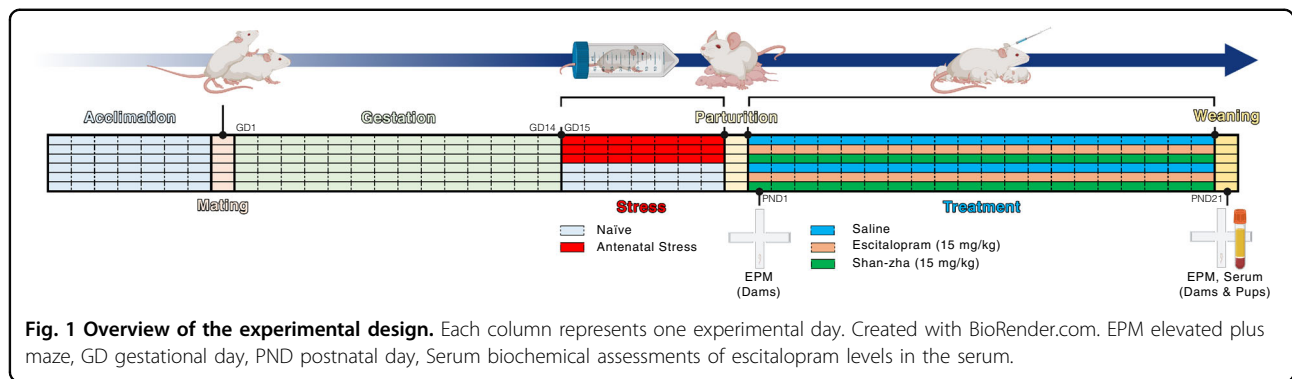 Acclimation
GD1
Gestation
GD14
GD15
Parturition
Weaning
Mating
Stress
PND1
Treatment
PND21
Naïve
Antenatal Stress
EPM
(Dams)
Saline
Escitalopram (15 mg/kg)
Shan-zha (15 mg/kg)
EPM, Serum
(Dams & Pups)
Fig. 1 Overview of the experimental design. Each column represents one experimental day. Created with BioRender.com. EPM elevated plus
maze, GD gestational day, PND postnatal day, Serum biochemical assessments of escitalopram levels in the serum.